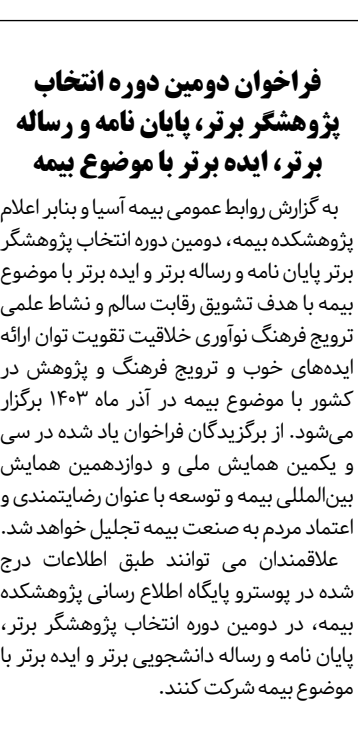 فراخوان دومین دوره انتخاب
پژوهشگر برتر، پایان نامه و رساله
برتر، ایده برتر با موضوع بیمه
به گزارش روابط عمومی بیمه آسیا و بنابر اعلام
پژوهشکده بیمه، دومین دوره انتخاب پژوهشگر
برتر پایان نامه و رساله برتر و ایده برتر با موضوع
بیمه با هدف تشویق رقابت سالم و نشاط علمی
ترویج فرهنگ نوآوری خلاقیت تقویت توان ارائه
ایده‌های خوب و ترویج فرهنگ و پژوهش در
کشور با موضوع بیمه در آذر ماه ۱۴۰۳ برگزار
می‌شود. از برگزیدگان فراخوان یاد شده در سی
و یکمین همایش ملی و دوازدهمین همایش
بین‌المللی بیمه و توسعه با عنوان رضایتمندی و
اعتماد مردم به صنعت بیمه تجلیل خواهد شد.
علاقمندان می توانند طبق اطلاعات درج
شده در پوسترو پایگاه اطلاع رسانی پژوهشکده
بیمه، در دومین دوره انتخاب پژوهشگر برتر،
پایان نامه و رساله دانشجویی برتر و ایده برتر با
موضوع بیمه شرکت کنند.